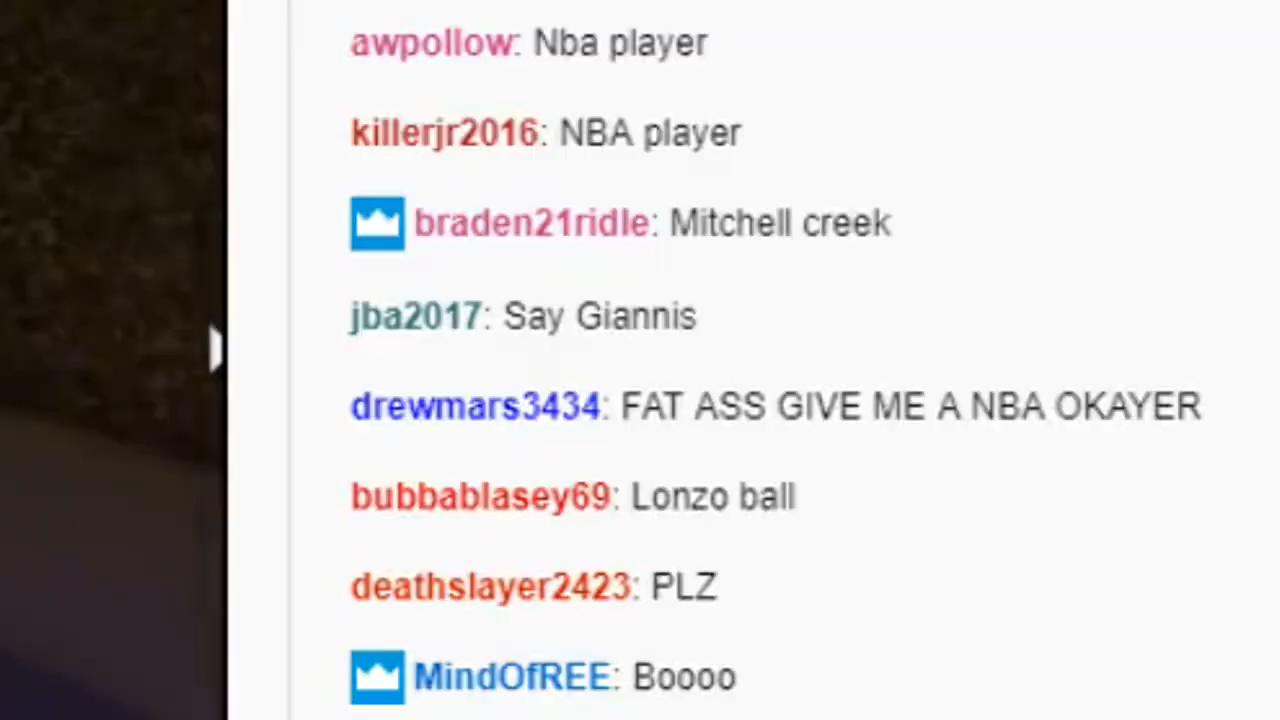 awpollow: Nba player
killerjr2016: NBA player
braden21ridle: Mitchell creek
jba2017: Say Giannis
drewmars3434: FAT ASS GIVE ME A NBA OKAYER
bubbablasey69: Lonzo ball
deathslayer2423: PLZ
MindOfREE: Boooo